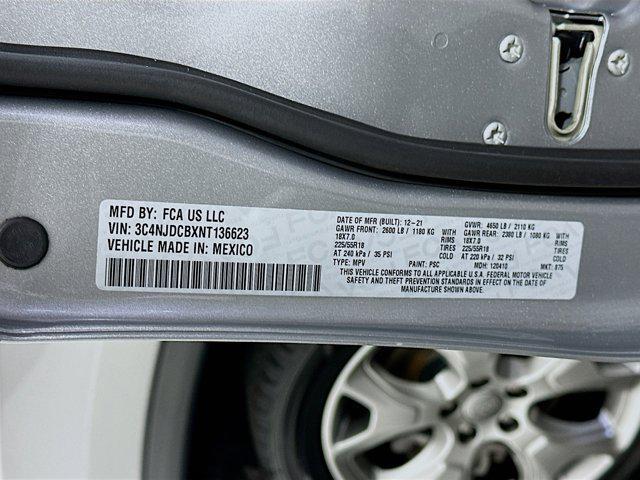 MFD BY: FCA US LLC
VIN: 3C4NJDCBXNT136623
VEHICLE MADE IN: MEXICO
DATE OF MFR (BUILT): 12-21 GVWR: 4650 LB / 2110 KG
GAWR FRONT: 2600 LB / 1180 KG WITH GAWR REAR: 2380 LB / 1080 KG WITH
18X7.0 RIMS 18X7.0 RIMS
225/55R18 TIRES 225/55R18 TIRES
AT 240 kPa / 35 PSI COLD AT 220 kPa / 32 PSI COLD
TYPE: MPV PAINT: PSC MDH: 120410 MKT: 875
THIS VEHICLE CONFORMS TO ALL APPLICABLE U.S.A. FEDERAL MOTOR VEHICLE
SAFETY AND THEFT PREVENTION STANDARDS IN EFFECT ON THE DATE OF
MANUFACTURE SHOWN ABOVE.